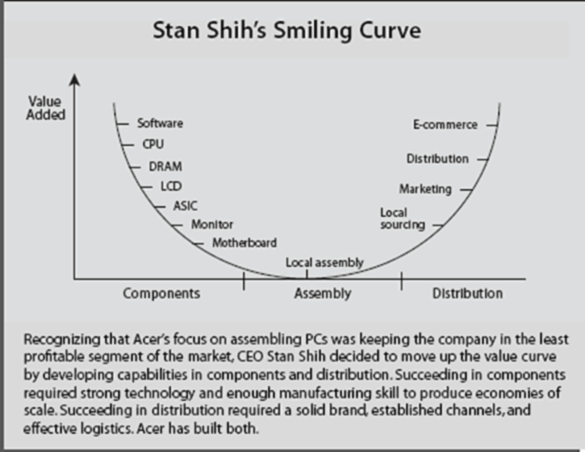 Stan Shih's Smiling Curve
Value
Added
Software
CPU
DRAM
LCD
ASIC
Monitor
Motherboard
E-commerce
Distribution
Marketing
Local
sourcing
Local assembly
Components
Assembly
Distribution
Recognizing that Acer's focus on assembling PCs was keeping the company in the least
profitable segment of the market, CEO Stan Shih decided to move up the value curve
by developing capabilities in components and distribution. Succeeding in components
required strong technology and enough manufacturing skill to produce economies of
scale. Succeeding in distribution required a solid brand, established channels, and
effective logistics. Acer has built both.